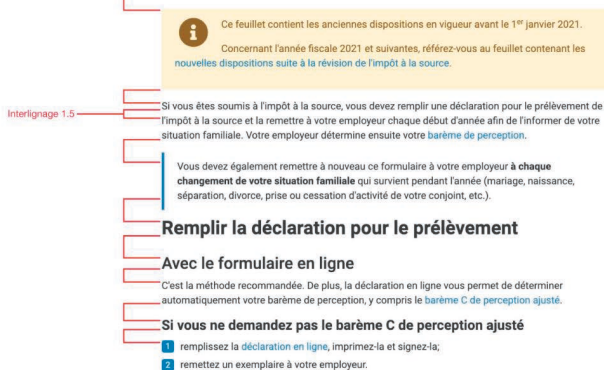 Ce feuillet contient les anciennes dispositions en vigueur avant le 1er janvier 2021.
Concernant l'année fiscale 2021 et suivantes, référez-vous au feuillet contenant les
nouvelles dispositions suite à la révision de l'impôt à la source.
Interlignage 1.5
Si vous êtes soumis à l'impôt à la source, vous devez remplir une déclaration pour le prélèvement de
l'impôt à la source et la remettre à votre employeur chaque début d'année afin de l'informer de votre
situation familiale. Votre employeur détermine ensuite votre barème de perception.
Vous devez également remettre à nouveau ce formulaire à votre employeur à chaque
changement de votre situation familiale qui survient pendant l'année (mariage, naissance,
séparation, divorce, prise ou cessation d'activité de votre conjoint, etc.).
Remplir la déclaration pour le prélèvement
Avec le formulaire en ligne
C'est la méthode recommandée. De plus, la déclaration en ligne vous permet de déterminer
automatiquement votre barème de perception, y compris le barème C de perception ajusté.
Si vous ne demandez pas le barème C de perception ajusté
1 remplissez la déclaration en ligne, imprimez-la et signez-la;
2 remettez un exemplaire à votre employeur.